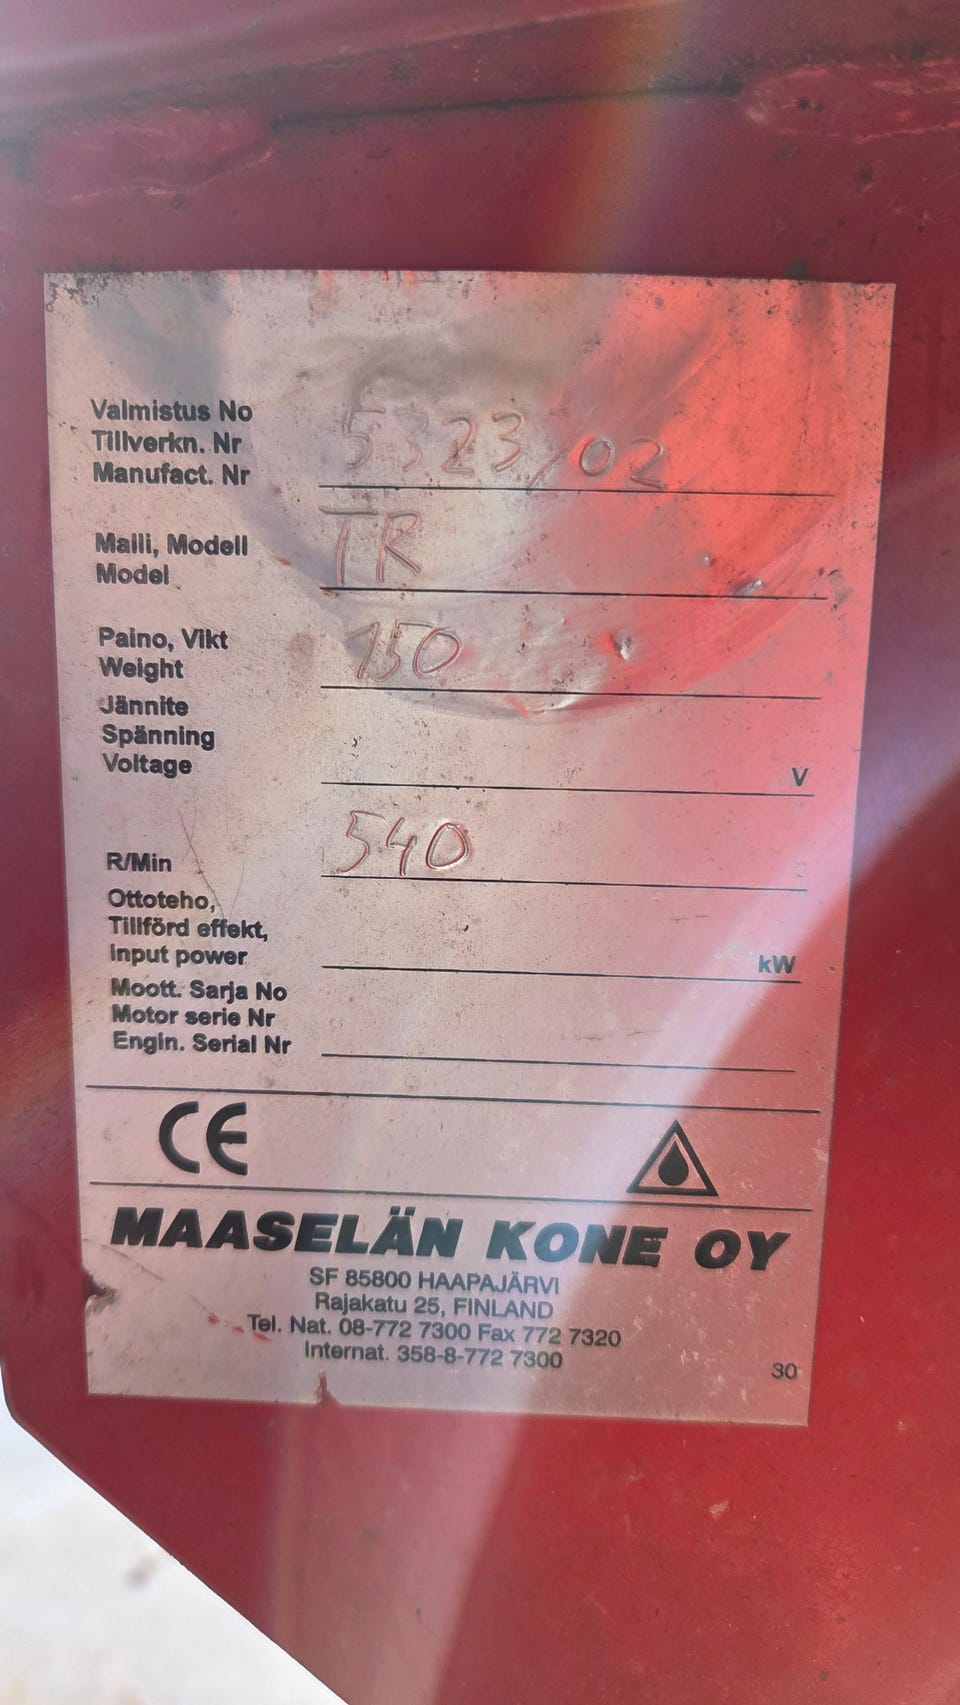 Valmistus No
Tillverkn. Nr
Manufact. Nr
5323/02
Malli, Modell
Model
TR
Paino, Vikt
Weight
150
Jännite
Spänning
Voltage
V
R/Min
540
Ottoteho,
Tillförd effekt,
Input power
kW
Moott. Sarja No
Motor serie Nr
Engin. Serial Nr
CE
MAASELÄN KONE OY
SF 85800 HAAPAJÄRVI
Rajakatu 25, FINLAND
Tel. Nat. 08-772 7300 Fax 772 7320
Internat. 358-8-772 7300
30